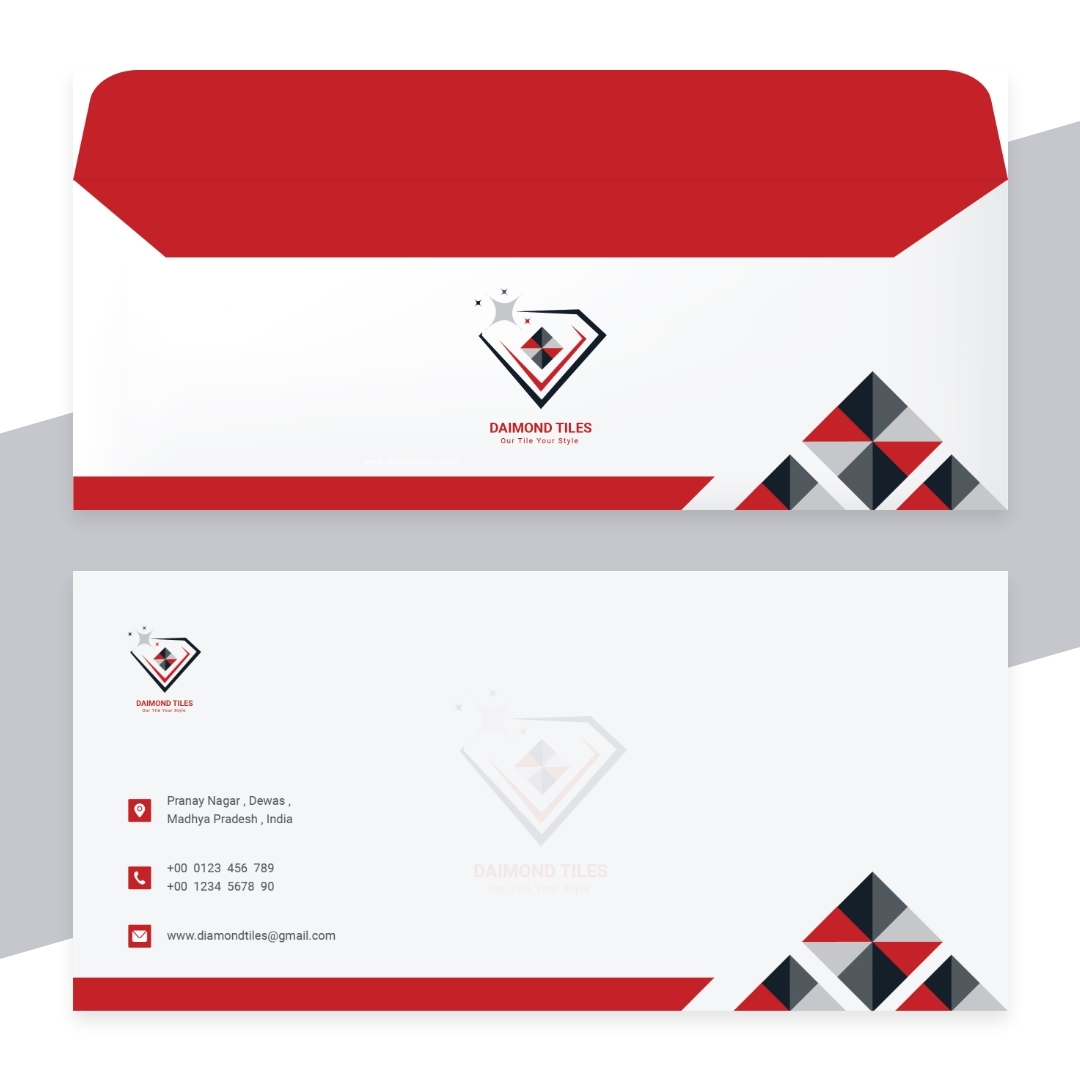 DAIMOND TILES
Our Tile Your Style
DAIMOND TILES
Our Tile Your Style
Pranay Nagar , Dewas ,
Madhya Pradesh , India
+00 0123 456 789
+00 1234 5678 90
www.diamondtiles@gmail.com
DAIMOND TILES
Our Tile Your Style